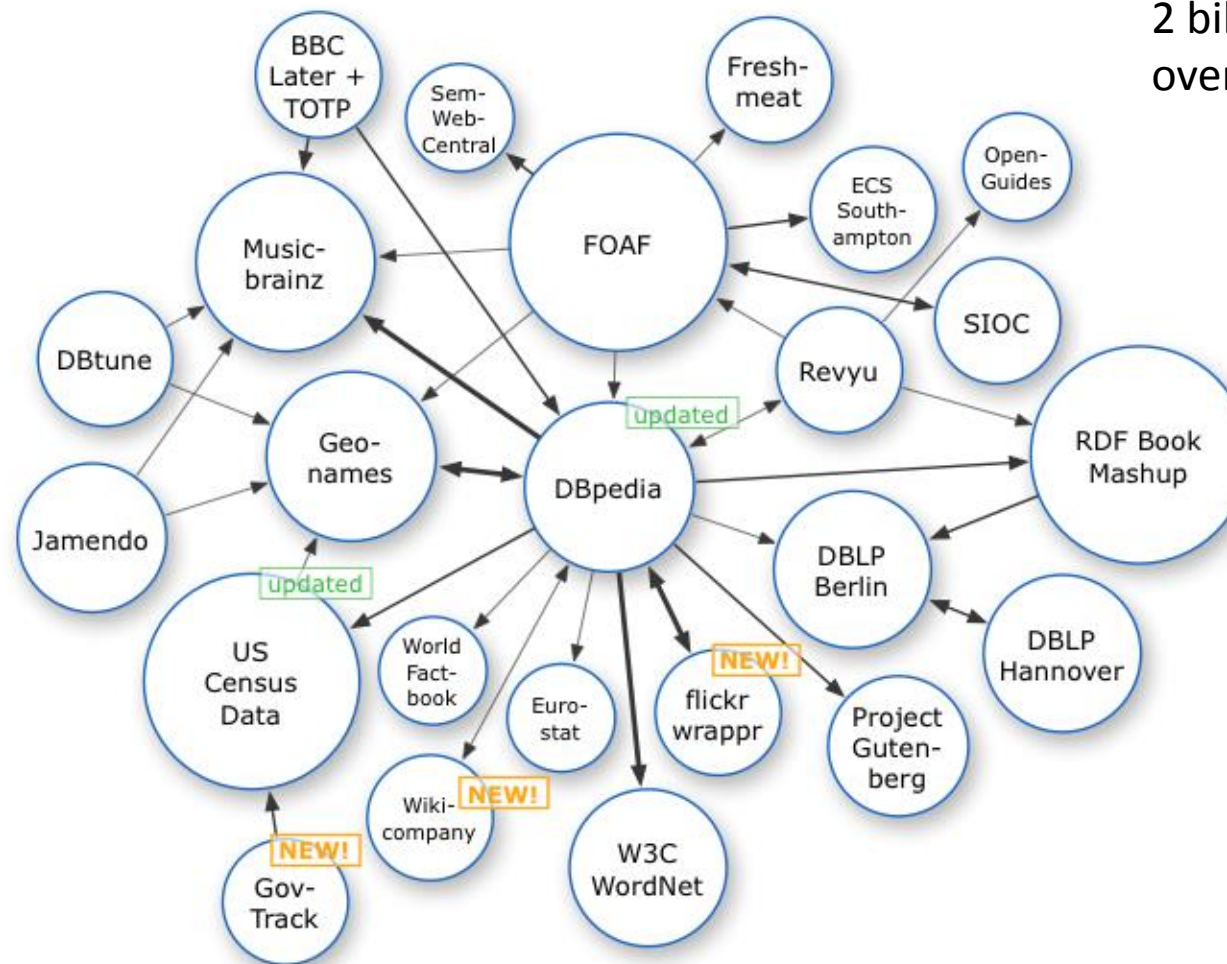 2 bil
over
BBC
Later +
TOTP
Sem-
Web-
Central
Fresh-
meat
Open-
Guides
ECS
South-
ampton
FOAF
Music-
brainz
SIOC
DBtune
Revyu
updated
Geo-
names
RDF Book
Mashup
DBpedia
Jamendo
DBLP
Berlin
updated
US
Census
Data
World
Fact-
book
DBLP
Hannover
NEW!
flickr
wrappr
Euro-
stat
Project
Guten-
berg
NEW!
Wiki-
company
NEW!
Gov-
Track
W3C
WordNet